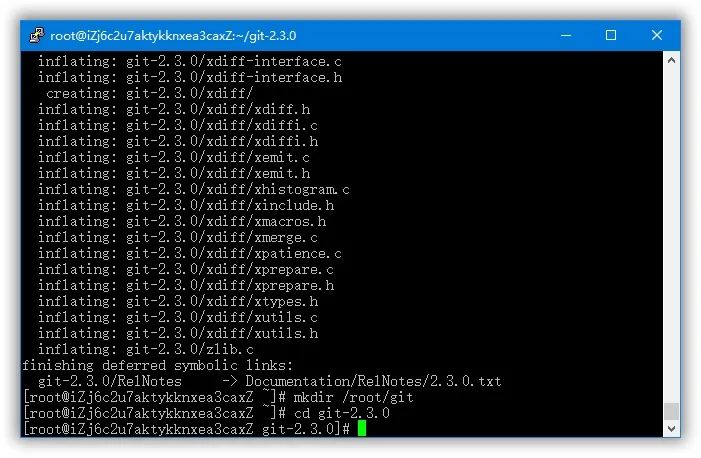 root@iZj6c2u7aktykknxea3caxZ:~/git-2.3.0
inflating: git-2.3.0/xdiff-interface.c
inflating: git-2.3.0/xdiff-interface.h
creating: git-2.3.0/xdiff/
inflating: git-2.3.0/xdiff/xdiff.h
inflating: git-2.3.0/xdiff/xdiffi.c
inflating: git-2.3.0/xdiff/xdiffi.h
inflating: git-2.3.0/xdiff/xemit.c
inflating: git-2.3.0/xdiff/xemit.h
inflating: git-2.3.0/xdiff/xhistogram.c
inflating: git-2.3.0/xdiff/xinclude.h
inflating: git-2.3.0/xdiff/xmacros.h
inflating: git-2.3.0/xdiff/xmerge.c
inflating: git-2.3.0/xdiff/xpatience.c
inflating: git-2.3.0/xdiff/xprepare.c
inflating: git-2.3.0/xdiff/xprepare.h
inflating: git-2.3.0/xdiff/xtypes.h
inflating: git-2.3.0/xdiff/xutils.c
inflating: git-2.3.0/xdiff/xutils.h
inflating: git-2.3.0/zlib.c
finishing deferred symbolic links:
git-2.3.0/RelNotes -> Documentation/RelNotes/2.3.0.txt
[root@iZj6c2u7aktykknxea3caxZ ~]# mkdir /root/git
[root@iZj6c2u7aktykknxea3caxZ ~]# cd git-2.3.0
[root@iZj6c2u7aktykknxea3caxZ git-2.3.0]#